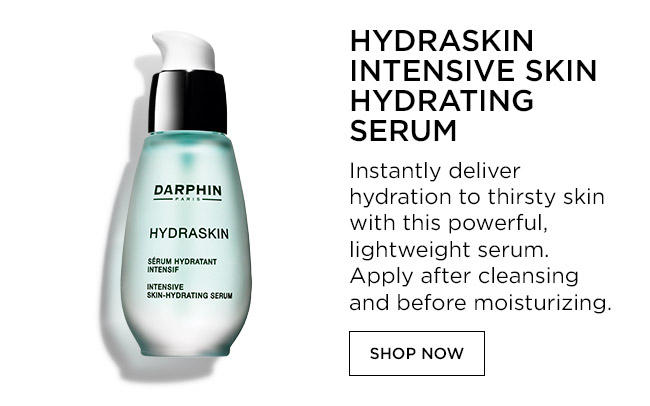 DARPHIN
PARIS
HYDRASKIN
SÉRUM HYDRATANT
INTENSIF
INTENSIVE
SKIN-HYDRATING SERUM
HYDRASKIN
INTENSIVE SKIN
HYDRATING
SERUM
Instantly deliver
hydration to thirsty skin
with this powerful,
lightweight serum.
Apply after cleansing
and before moisturizing.
SHOP NOW